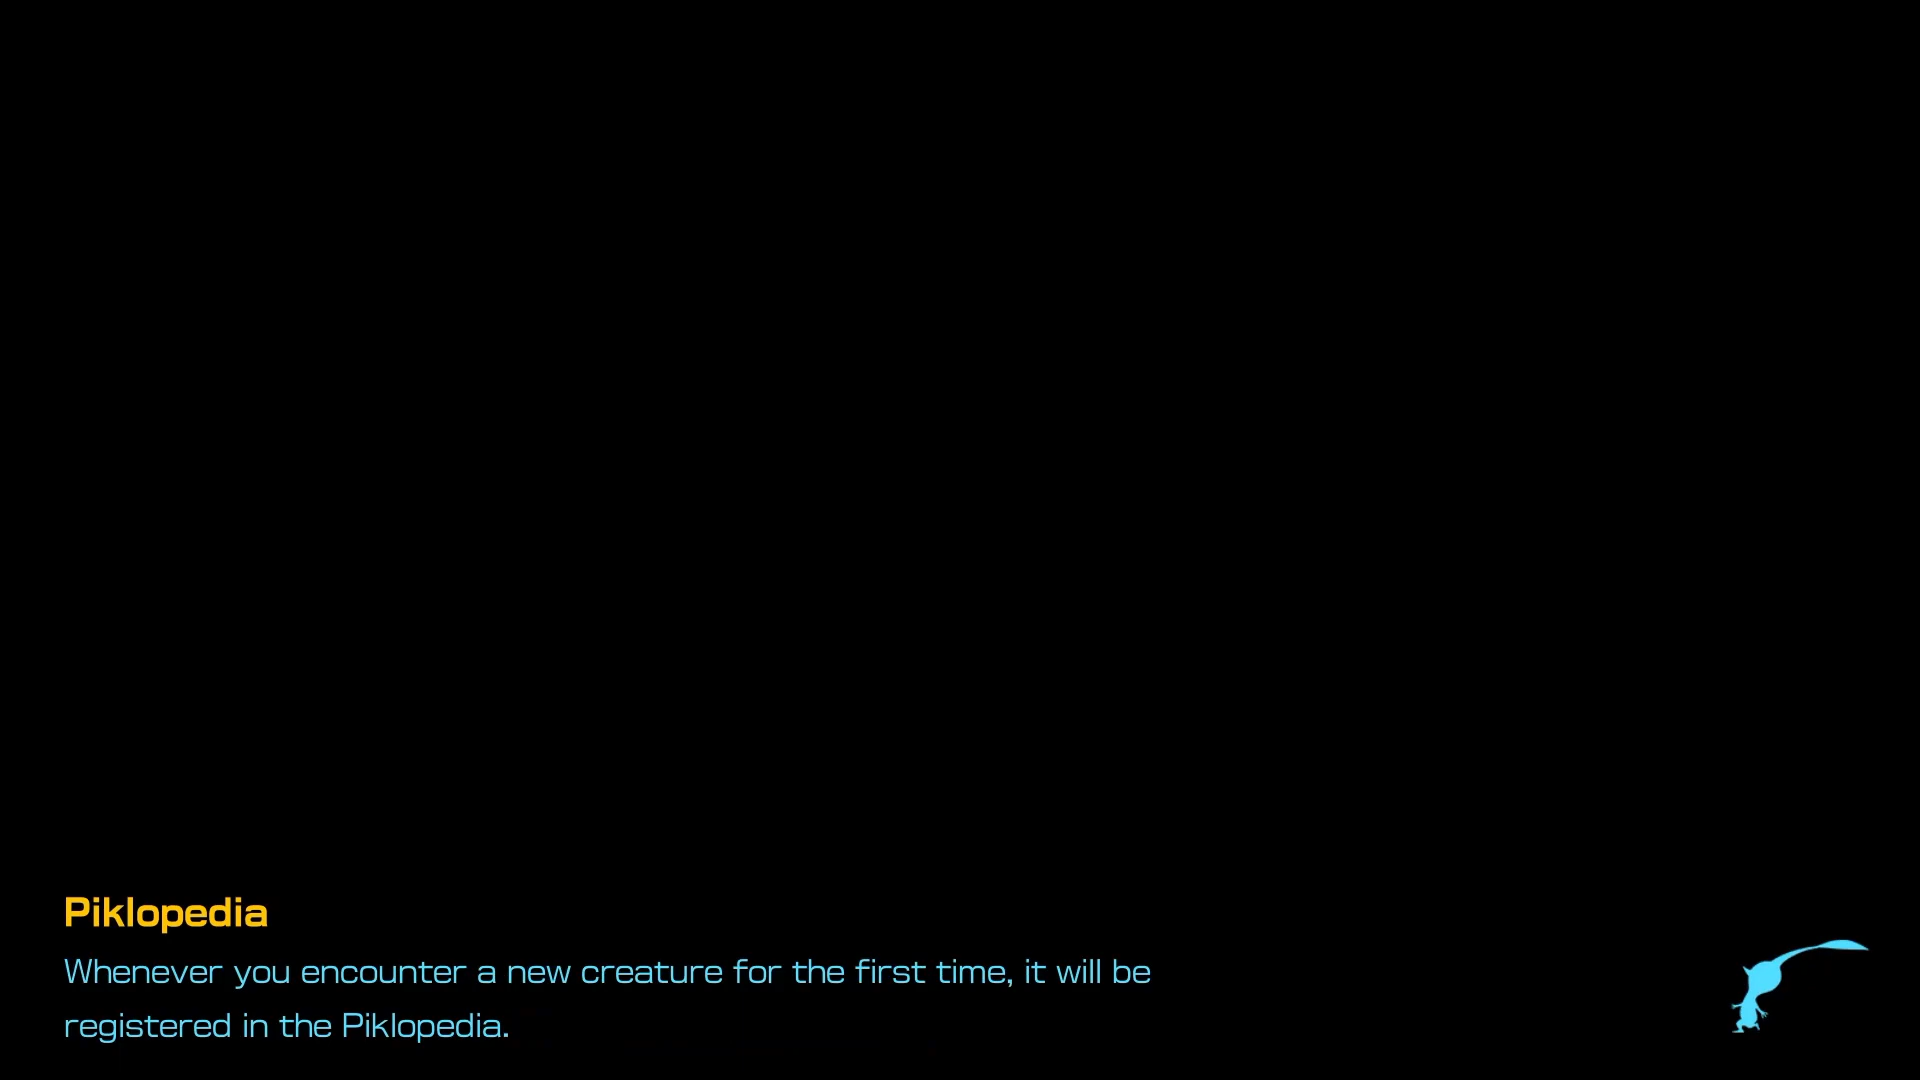 Piklopedia
Whenever you encounter a new creature for the first time, it will be
registered in the Piklopedia.